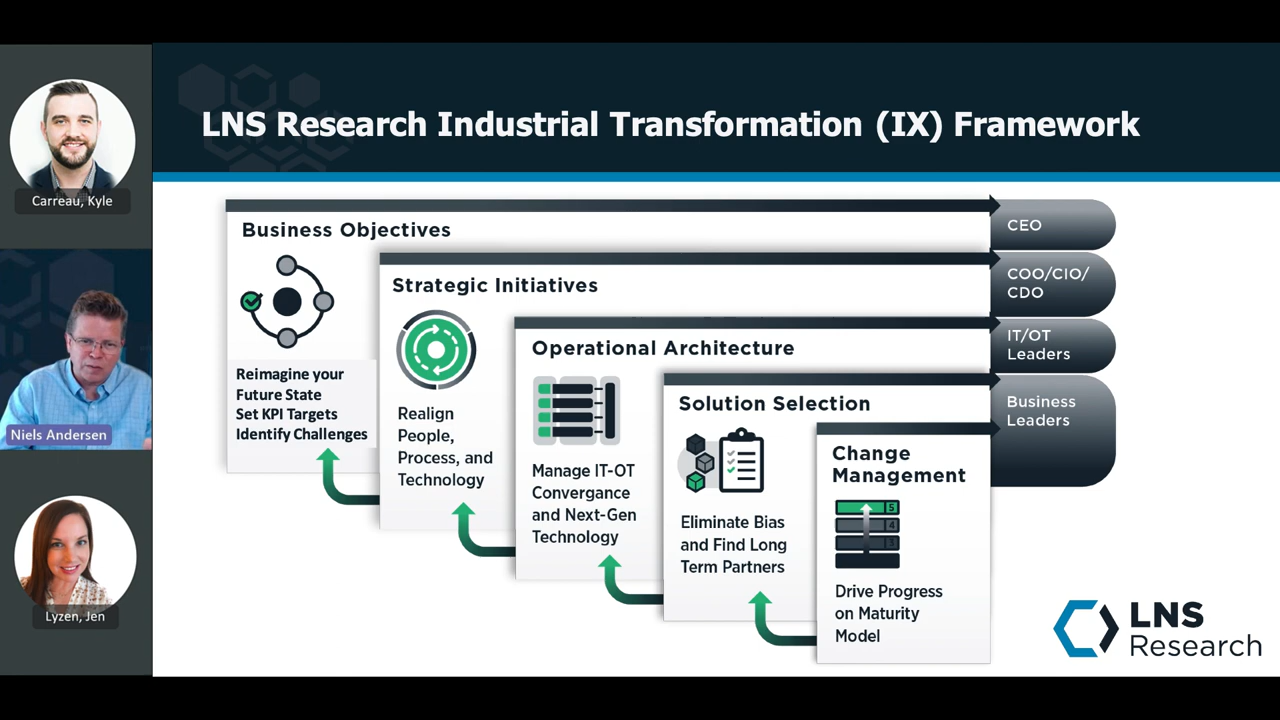 LNS Research Industrial Transformation (IX) Framework
Carreau, Kyle
Niels Andersen
Lyzen, Jen
Business Objectives
Reimagine your
Future State
Set KPI Targets
Identify Challenges
Strategic Initiatives
Realign
People,
Process, and
Technology
Operational Architecture
Manage IT-OT
Convergance
and Next-Gen
Technology
Solution Selection
Eliminate Bias
and Find Long
Term Partners
Change
Management
5
4
3
Drive Progress
on Maturity
Model
CEO
COO/CIO/
CDO
IT/OT
Leaders
Business
Leaders
LNS
Research